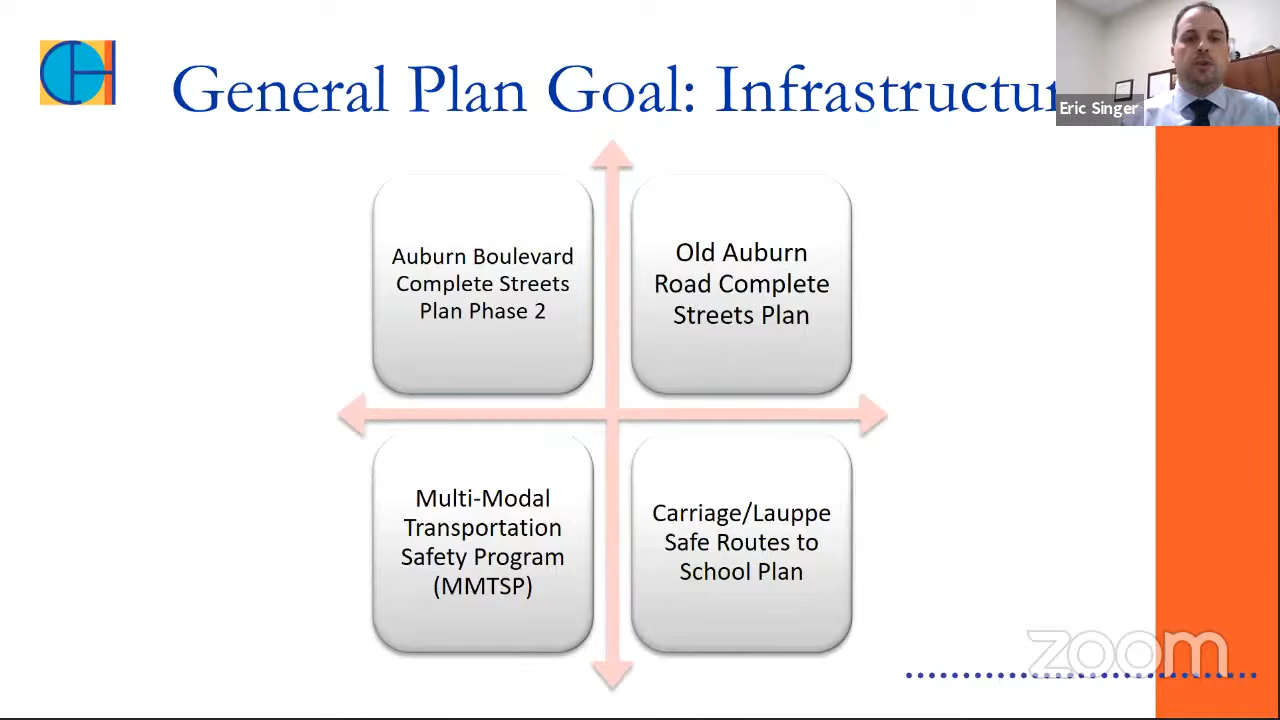 General Plan Goal: Infrastructur
Eric Singer
Auburn Boulevard
Complete Streets
Plan Phase 2
Old Auburn
Road Complete
Streets Plan
Multi-Modal
Transportation
Safety Program
(MMTSP)
Carriage/Lauppe
Safe Routes to
School Plan
zoom